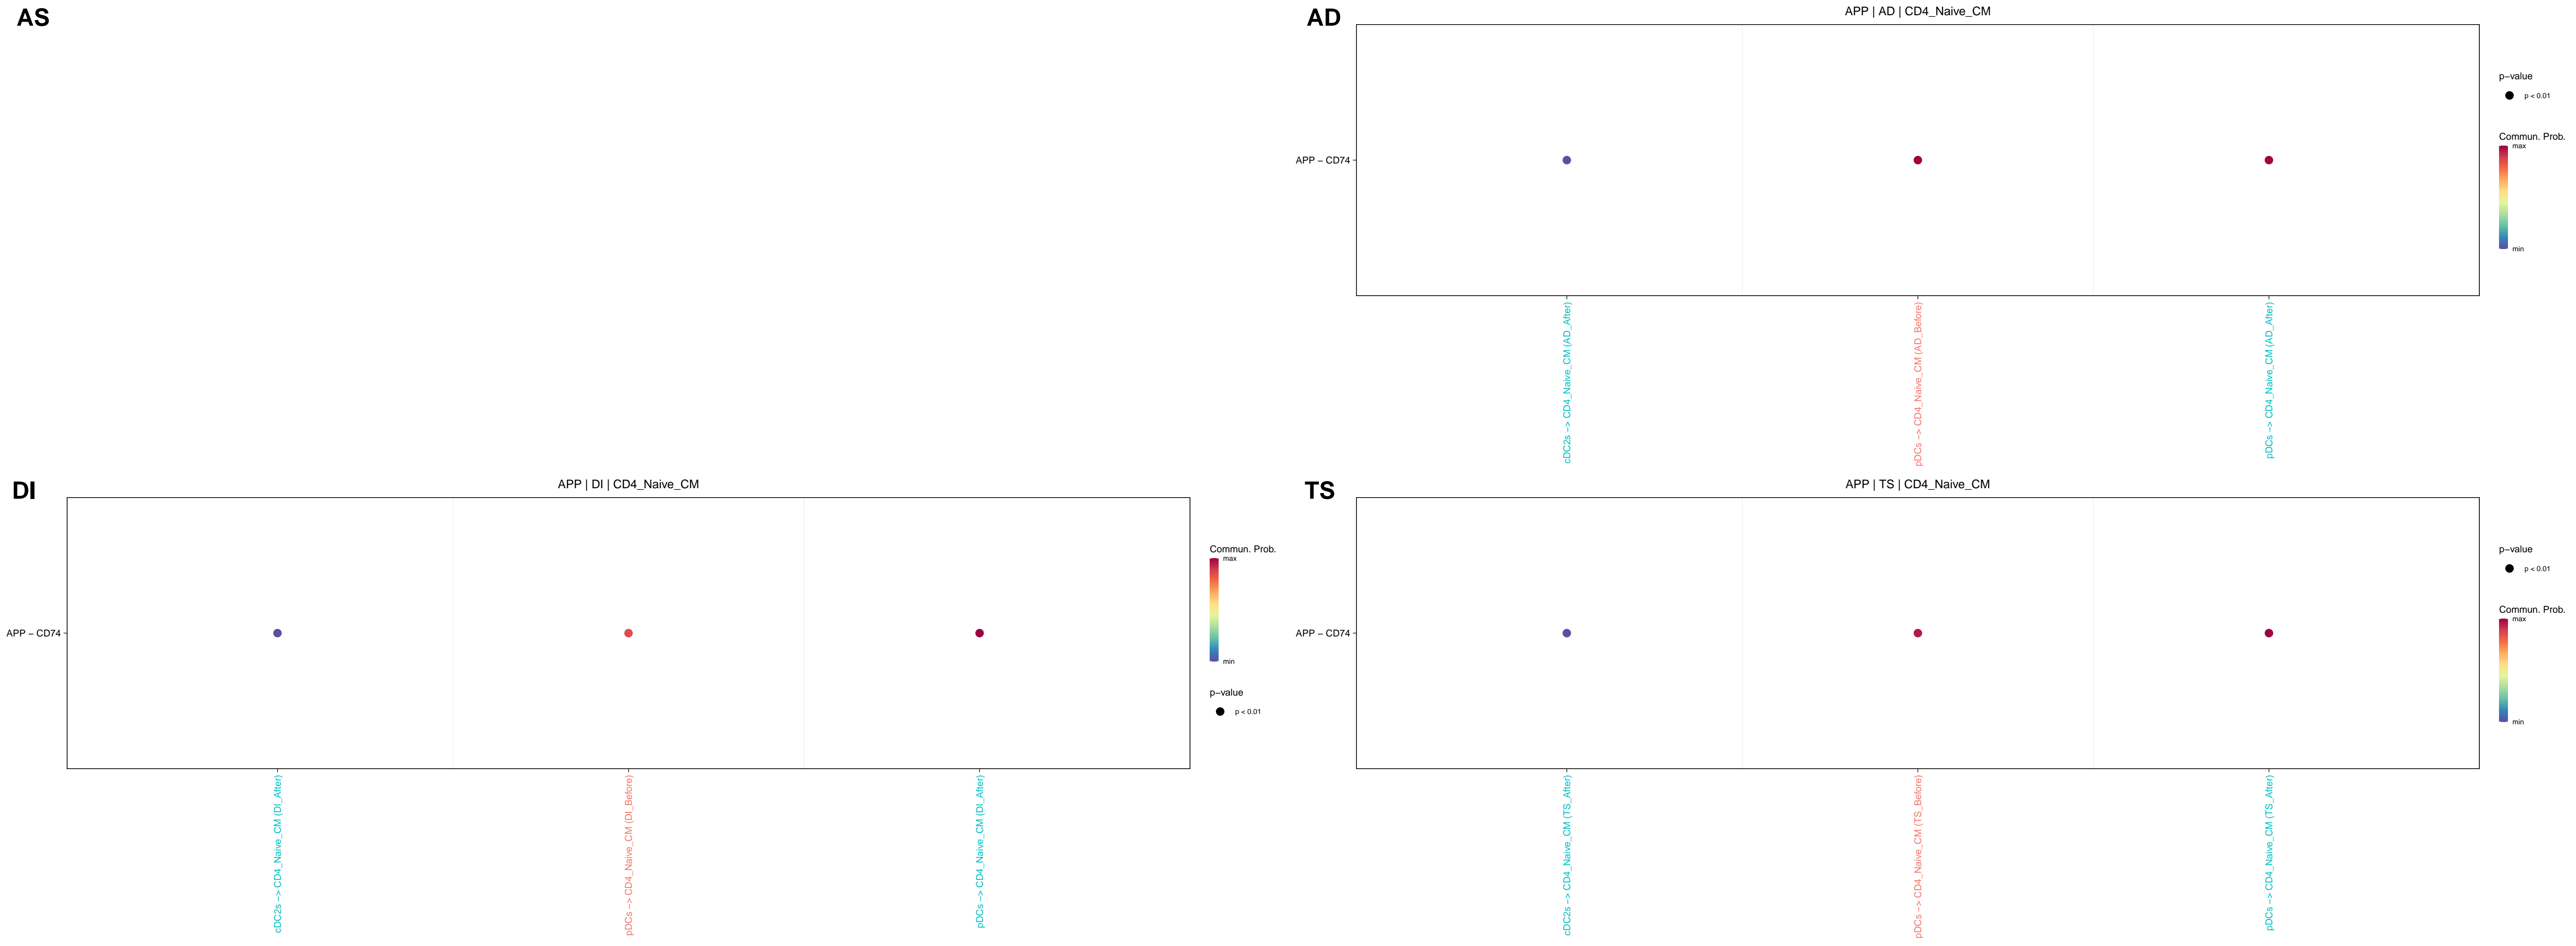 AS
AD
APP | AD | CD4_Naive_CM
APP – CD74
cDC2s –> CD4_Naive_CM (AD_After)
pDCs –> CD4_Naive_CM (AD_Before)
pDCs –> CD4_Naive_CM (AD_After)
p–value
p < 0.01
Commun. Prob.
max
min
DI
APP | DI | CD4_Naive_CM
APP – CD74
cDC2s –> CD4_Naive_CM (DI_After)
pDCs –> CD4_Naive_CM (DI_Before)
pDCs –> CD4_Naive_CM (DI_After)
Commun. Prob.
max
min
p–value
p < 0.01
TS
APP | TS | CD4_Naive_CM
APP – CD74
cDC2s –> CD4_Naive_CM (TS_After)
pDCs –> CD4_Naive_CM (TS_Before)
pDCs –> CD4_Naive_CM (TS_After)
p–value
p < 0.01
Commun. Prob.
max
min